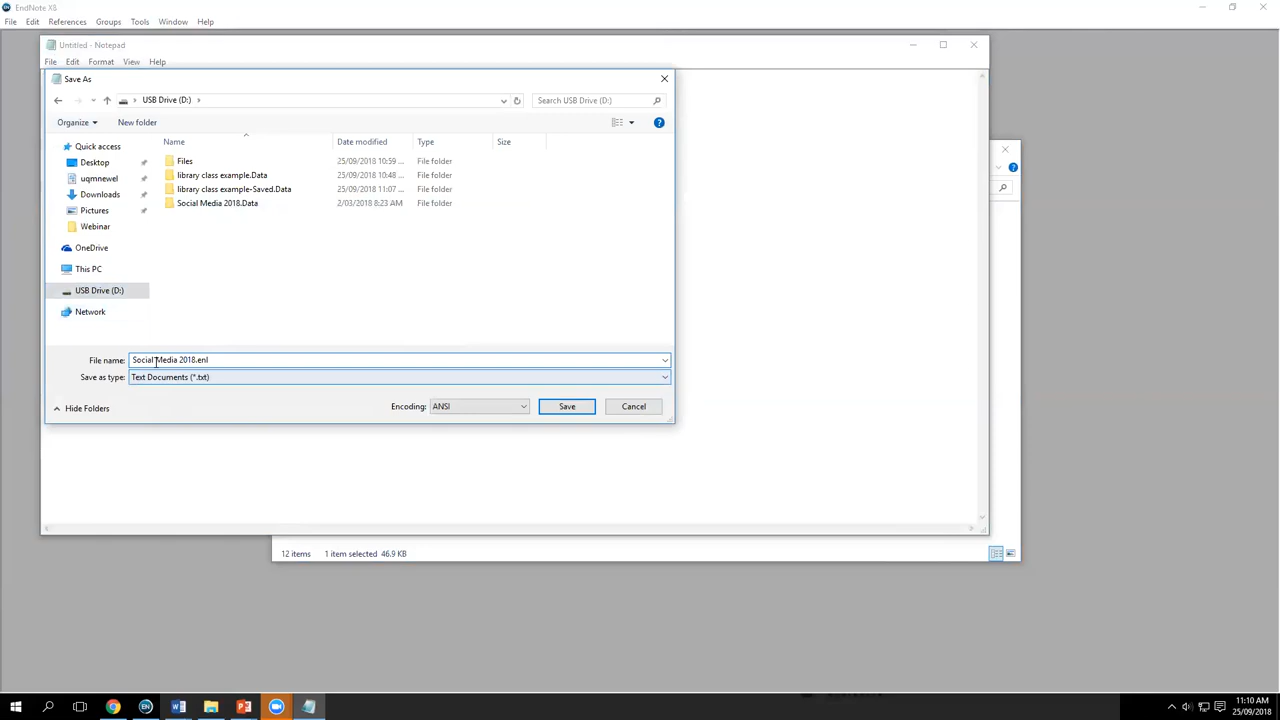 EndNote X8
File Edit References Groups Tools Window Help
Untitled - Notepad
File Edit Format View Help
Save As
USB Drive (D:)
Search USB Drive (D:)
Organize New folder
Name Date modified Type Size
Quick access
Desktop
uqmnewel
Downloads
Pictures
Webinar
OneDrive
This PC
USB Drive (D:)
Network
Files 25/09/2018 10:59 ... File folder
library class example.Data 25/09/2018 10:48 ... File folder
library class example-Saved.Data 25/09/2018 11:07 ... File folder
Social Media 2018.Data 2/03/2018 8:23 AM File folder
File name: Social Media 2018.enl
Save as type: Text Documents (*.txt)
Hide Folders Encoding: ANSI Save Cancel
12 items 1 item selected 46.9 KB
11:10 AM
25/09/2018